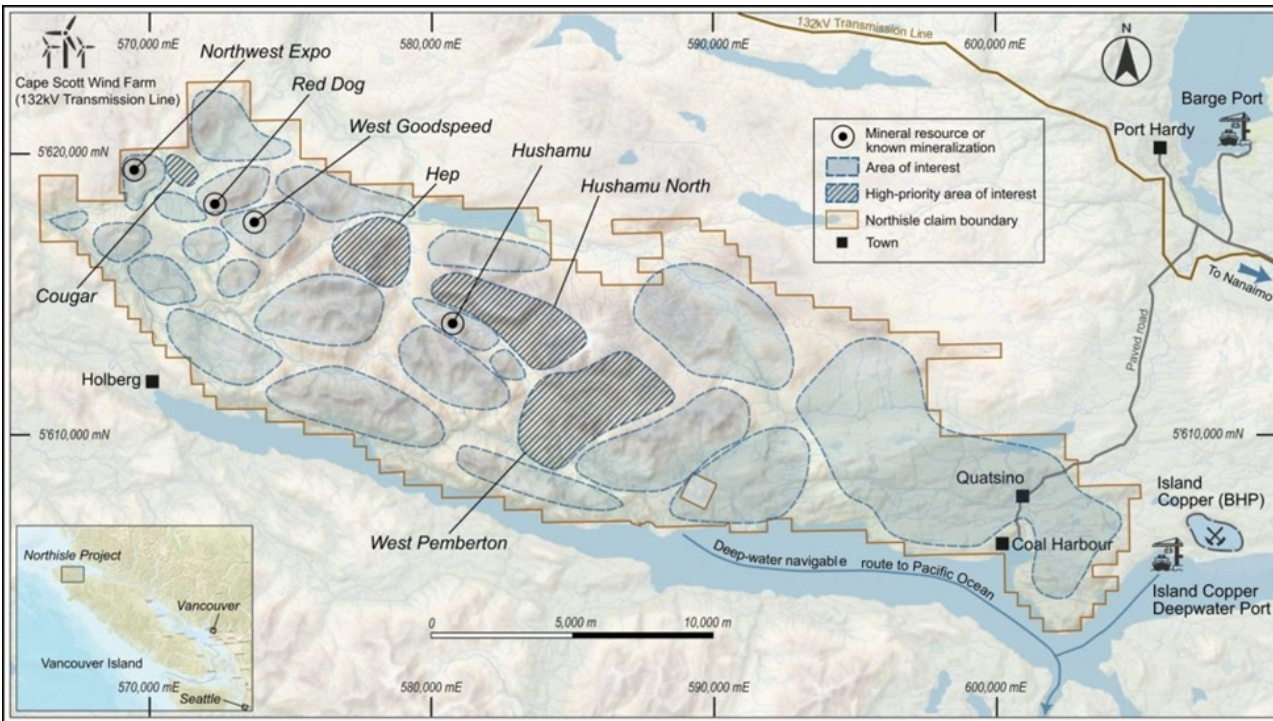 570,000 mE
580,000 mE
590,000 mE
600,000 mE
132kV Transmission Line
N
Cape Scott Wind Farm
(132kV Transmission Line)
Northwest Expo
Red Dog
West Goodspeed
Hushamu
Hep
Hushamu North
Barge Port
Port Hardy
5'620,000 mN
Mineral resource or
known mineralization
Area of interest
High-priority area of interest
Northisle claim boundary
Town
To Nanaimo
Cougar
Paved road
Holberg
5'610,000 mN
5'610,000 mN
Quatsino
Island
Copper (BHP)
West Pemberton
Coal Harbour
Deep-water navigable route to Pacific Ocean
Island Copper
Deepwater Port
Northisle Project
Vancouver
Vancouver Island
Seattle
0
5,000 m
10,000 m
570,000 mE
580,000 mE
590,000 mE
600,000 mE